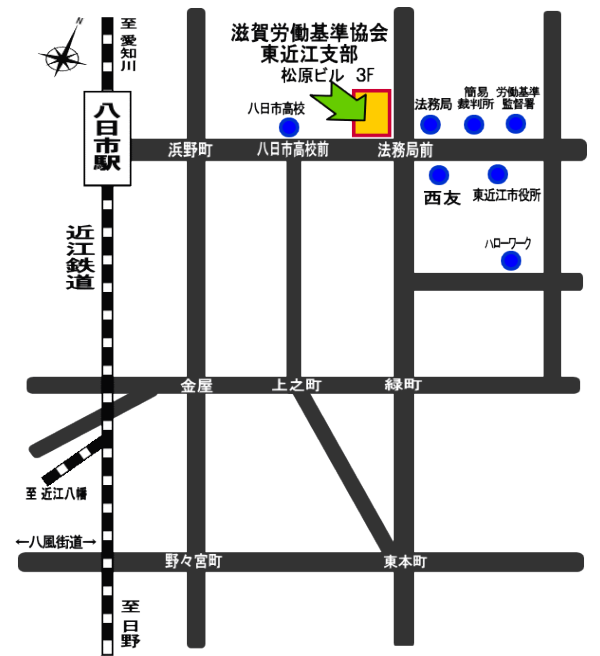 N
至
愛知川
滋賀労働基準協会
東近江支部
松原ビル 3F
八日市高校
法務局
簡易
裁判所
労働基準
監督署
八日市駅
浜野町
八日市高校前
法務局前
西友
東近江市役所
近江鉄道
ハローワーク
金屋
上之町
緑町
至 近江八幡
←八風街道→
野々宮町
東本町
至
日野